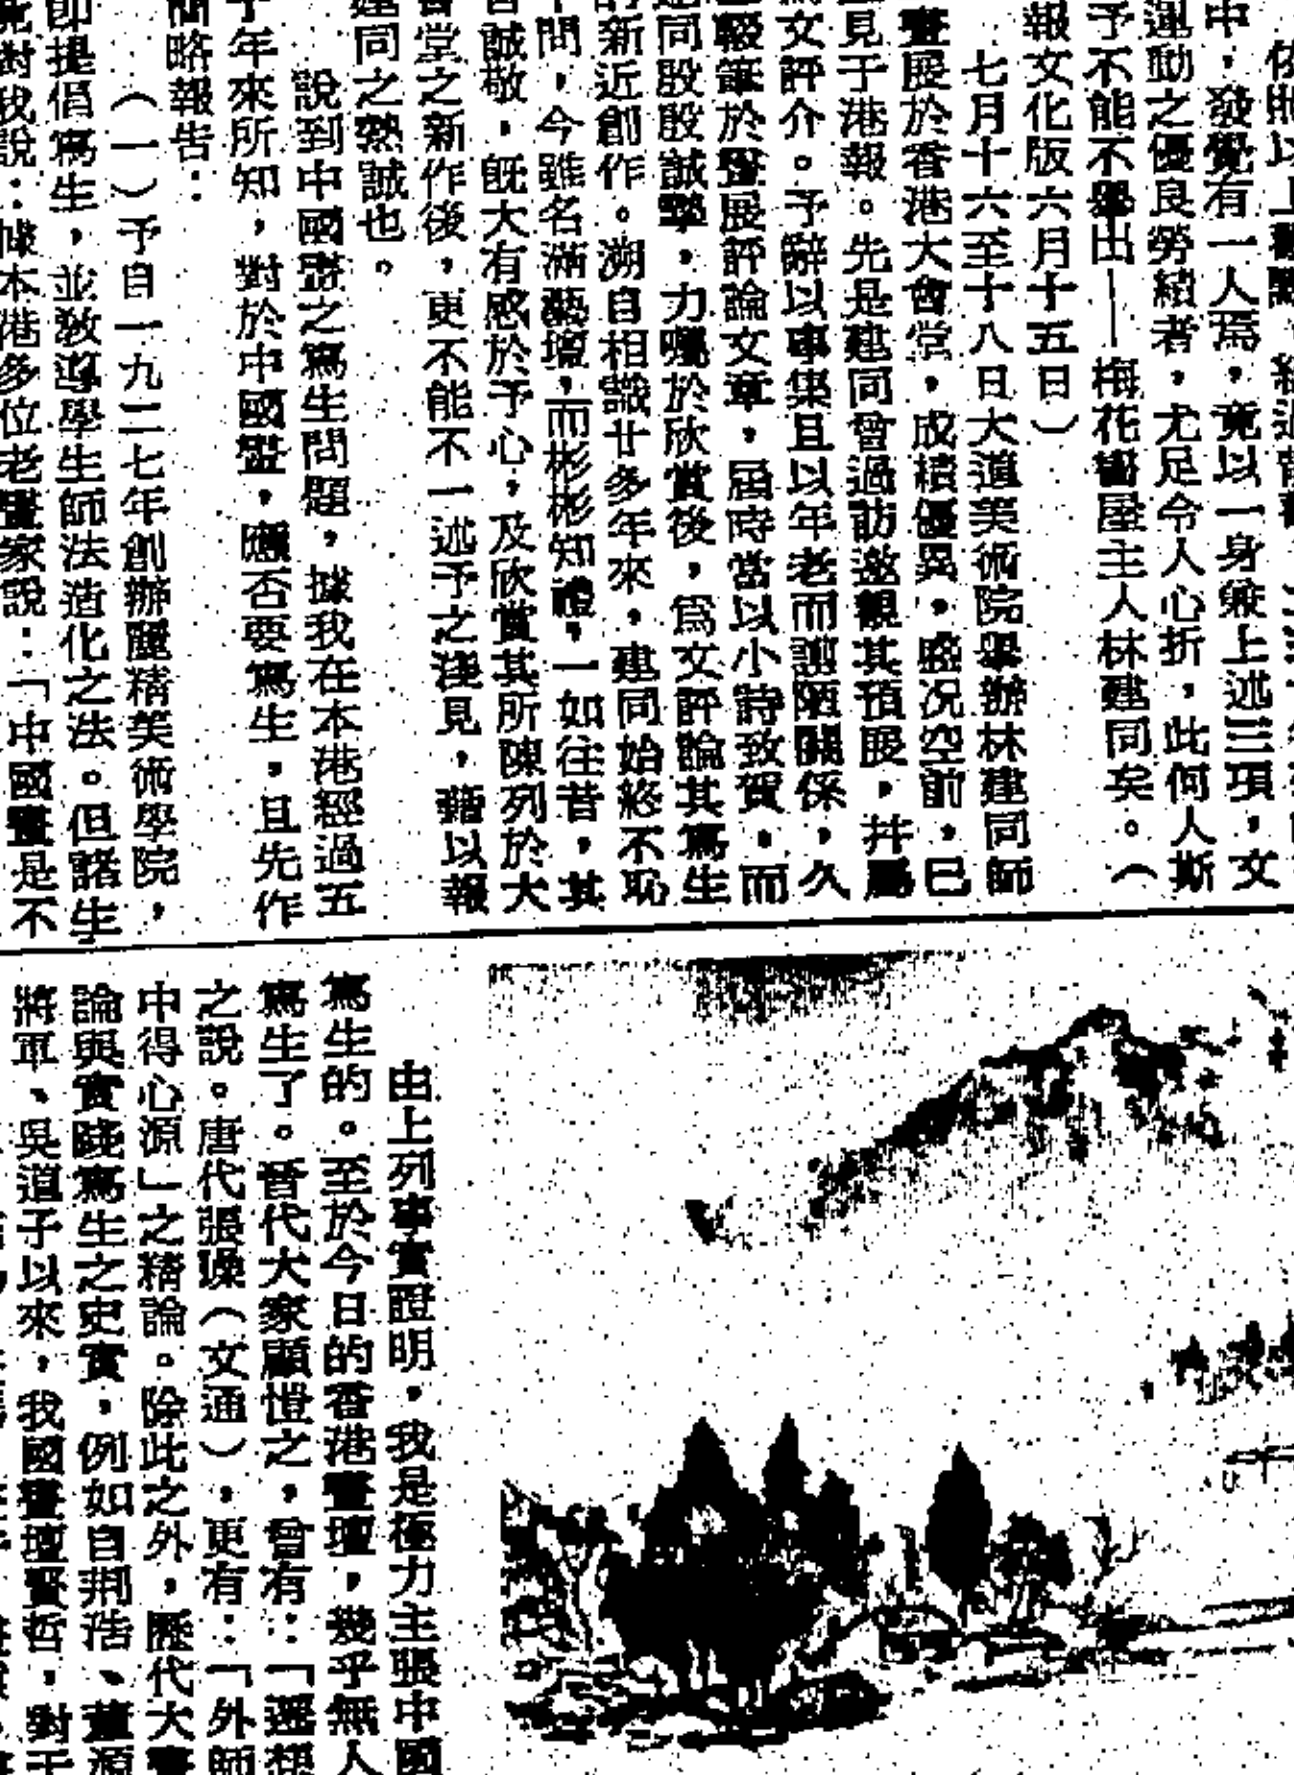 依照以上
中，發覺有一人焉，竟以一身兼上述三項，文
運動之優良勞績者，尤足令人心折，此何人斯
予不能不舉出——梅花書屋主人林建同矣。（
報文化版六月十五日）
七月十六至十八日大道美術院舉辦林建同師
畫展於香港大會堂，成績優異，盛況空前，已
見于港報。先是建同曾過訪邀觀其預展，幷屬
文評介。予辭以事集且以年老而謭陋關係，久
輟筆於畫展評論文章，屆時當以小詩致賀，而
建同殷殷誠摯，力囑於欣賞後，爲文評論其寫生
的新近創作。溯自相識廿多年來，建同始終不恥
下問，今雖名滿藝壇，而彬彬知禮，一如往昔，其
誠敬，旣大有感於予心，及欣賞其所陳列於大
會堂之新作後，更不能不一述予之淺見，藉以報
建同之熱誠也。
說到中國畫之寫生問題，據我在本港經過五
十年來所知，對於中國畫，應否要寫生，且先作
簡略報告：
（一）予自一九二七年創辦麗精美術學院，
即提倡寫生，並敎導學生師法造化之法。但諸生
對我說：據本港多位老畫家說：「中國畫是不
由上列事實證明，我是極力主張中國
寫生的。至於今日的香港畫壇，幾乎無人
寫生了。晋代大家顧愷之，曾有：「遷想
之說。唐代張璪（文通），更有：「外師
中得心源」之精論。除此之外，歷代大畫
論與實踐寫生之史實，例如自荆浩、董源
將軍、吳道子以來，我國畫壇賢哲，對于